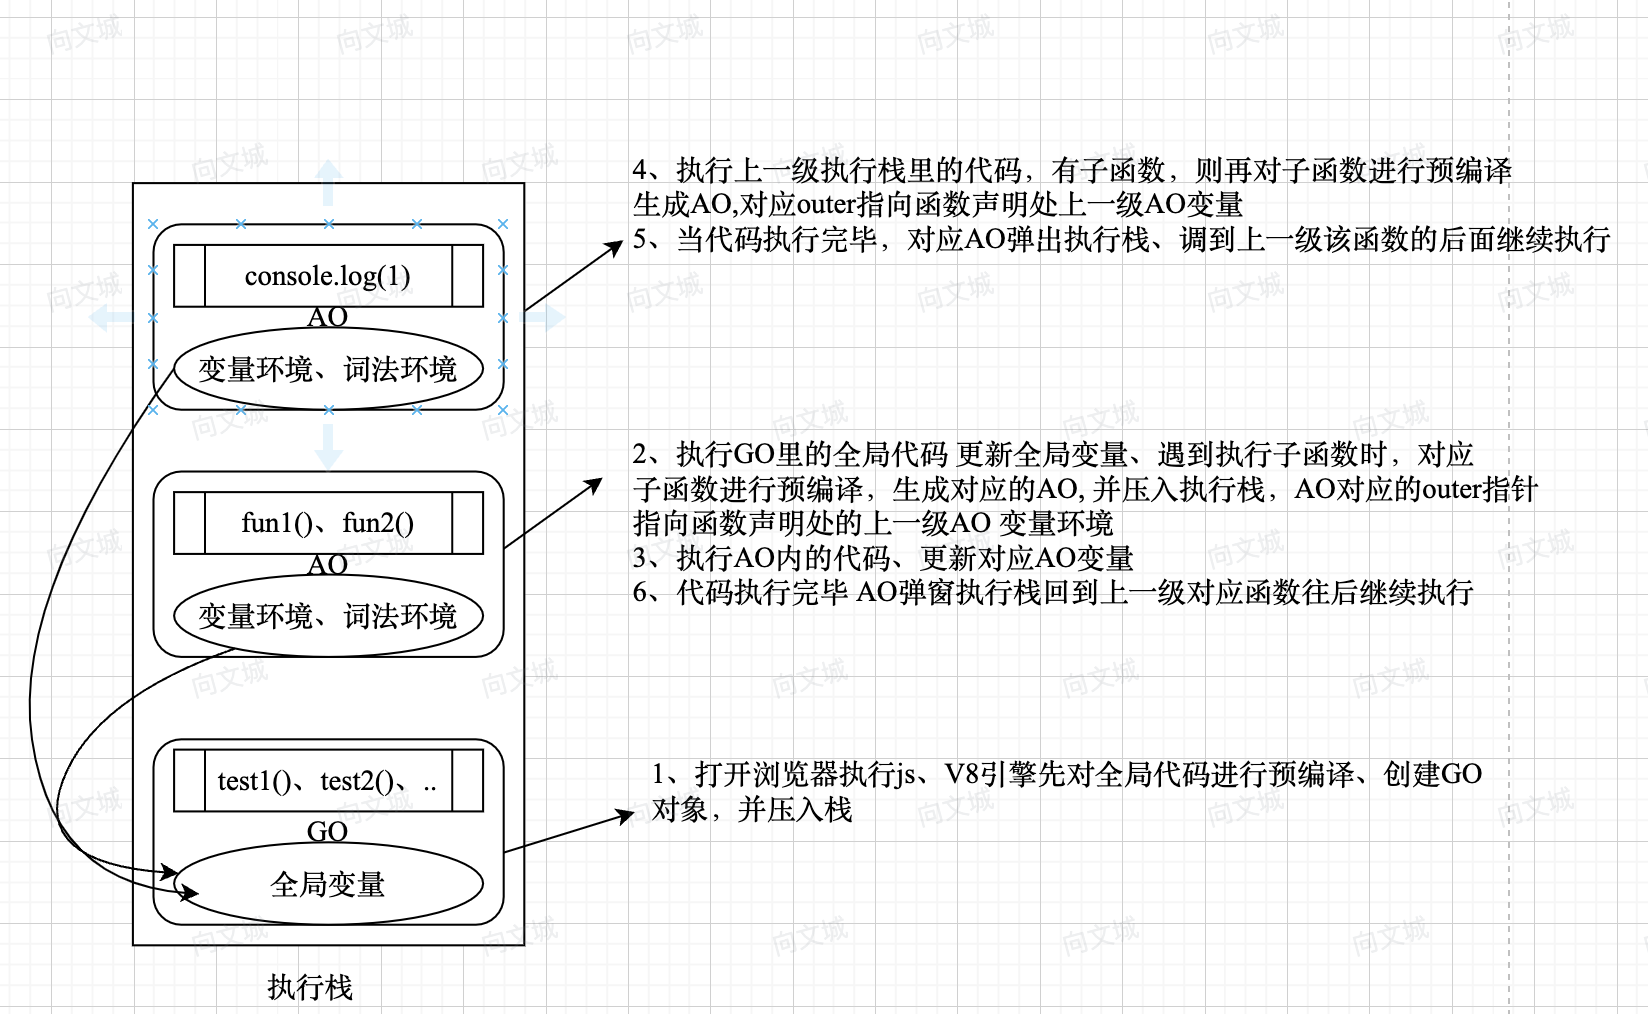 4、执行上一级执行栈里的代码，有子函数，则再对子函数进行预编译
生成AO,对应outer指向函数声明处上一级AO变量
5、当代码执行完毕，对应AO弹出执行栈、调到上一级该函数的后面继续执行
console.log(1)
AO
变量环境、词法环境
2、执行GO里的全局代码 更新全局变量、遇到执行子函数时，对应
子函数进行预编译，生成对应的AO, 并压入执行栈，AO对应的outer指针
指向函数声明处的上一级AO 变量环境
3、执行AO内的代码、更新对应AO变量
6、代码执行完毕 AO弹窗执行栈回到上一级对应函数往后继续执行
fun1()、fun2()
AO
变量环境、词法环境
1、打开浏览器执行js、V8引擎先对全局代码进行预编译、创建GO
对象，并压入栈
test1()、test2()、..
GO
全局变量
执行栈
向文城